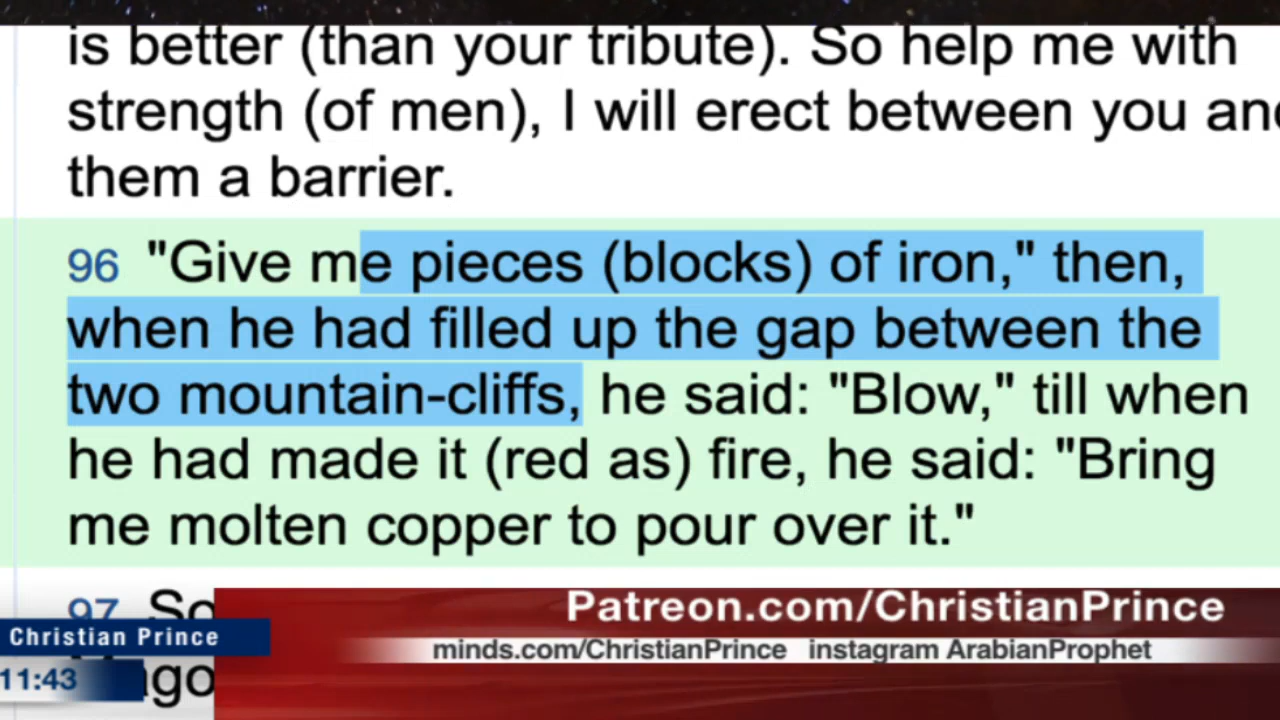 is better (than your tribute). So help me with
strength (of men), I will erect between you and
them a barrier.
96 "Give me pieces (blocks) of iron," then,
when he had filled up the gap between the
two mountain-cliffs, he said: "Blow," till when
he had made it (red as) fire, he said: "Bring
me molten copper to pour over it."
97 So
Patreon.com/ChristianPrince
Christian Prince
minds.com/ChristianPrince instagram ArabianProphet
11:43